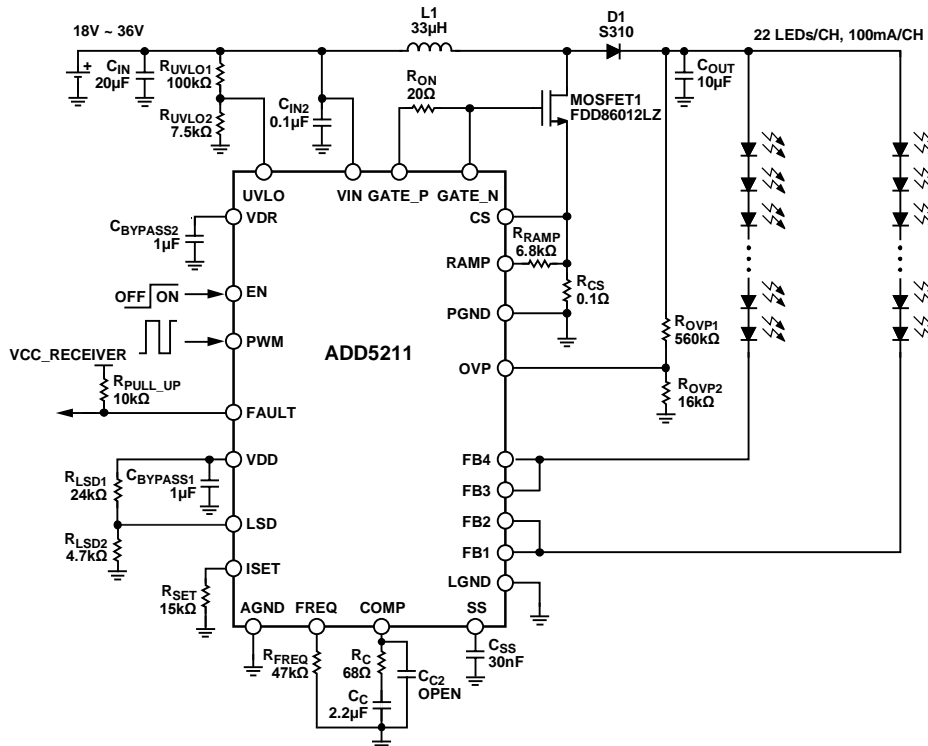 18V ~ 36V
L1
33µH
D1
S310
22 LEDs/CH, 100mA/CH
+
CIN
20µF
RUVLO1
100kΩ
RUVLO2
7.5kΩ
CIN2
0.1µF
RON
20Ω
MOSFET1
FDD86012LZ
COUT
10µF
UVLO
VIN
GATE_P
GATE_N
CBYPASS2
1µF
VDR
CS
RRAMP
6.8kΩ
RAMP
RCS
0.1Ω
OFF
ON
EN
PGND
PWM
ADD5211
ROVP1
560kΩ
VCC_RECEIVER
OVP
RPULL_UP
10kΩ
ROVP2
16kΩ
FAULT
VDD
FB4
RLSD1
24kΩ
CBYPASS1
1µF
FB3
LSD
FB2
RLSD2
4.7kΩ
FB1
ISET
LGND
RSET
15kΩ
AGND
FREQ
COMP
SS
RFREQ
47kΩ
RC
68Ω
CC2
OPEN
CSS
30nF
CC
2.2µF